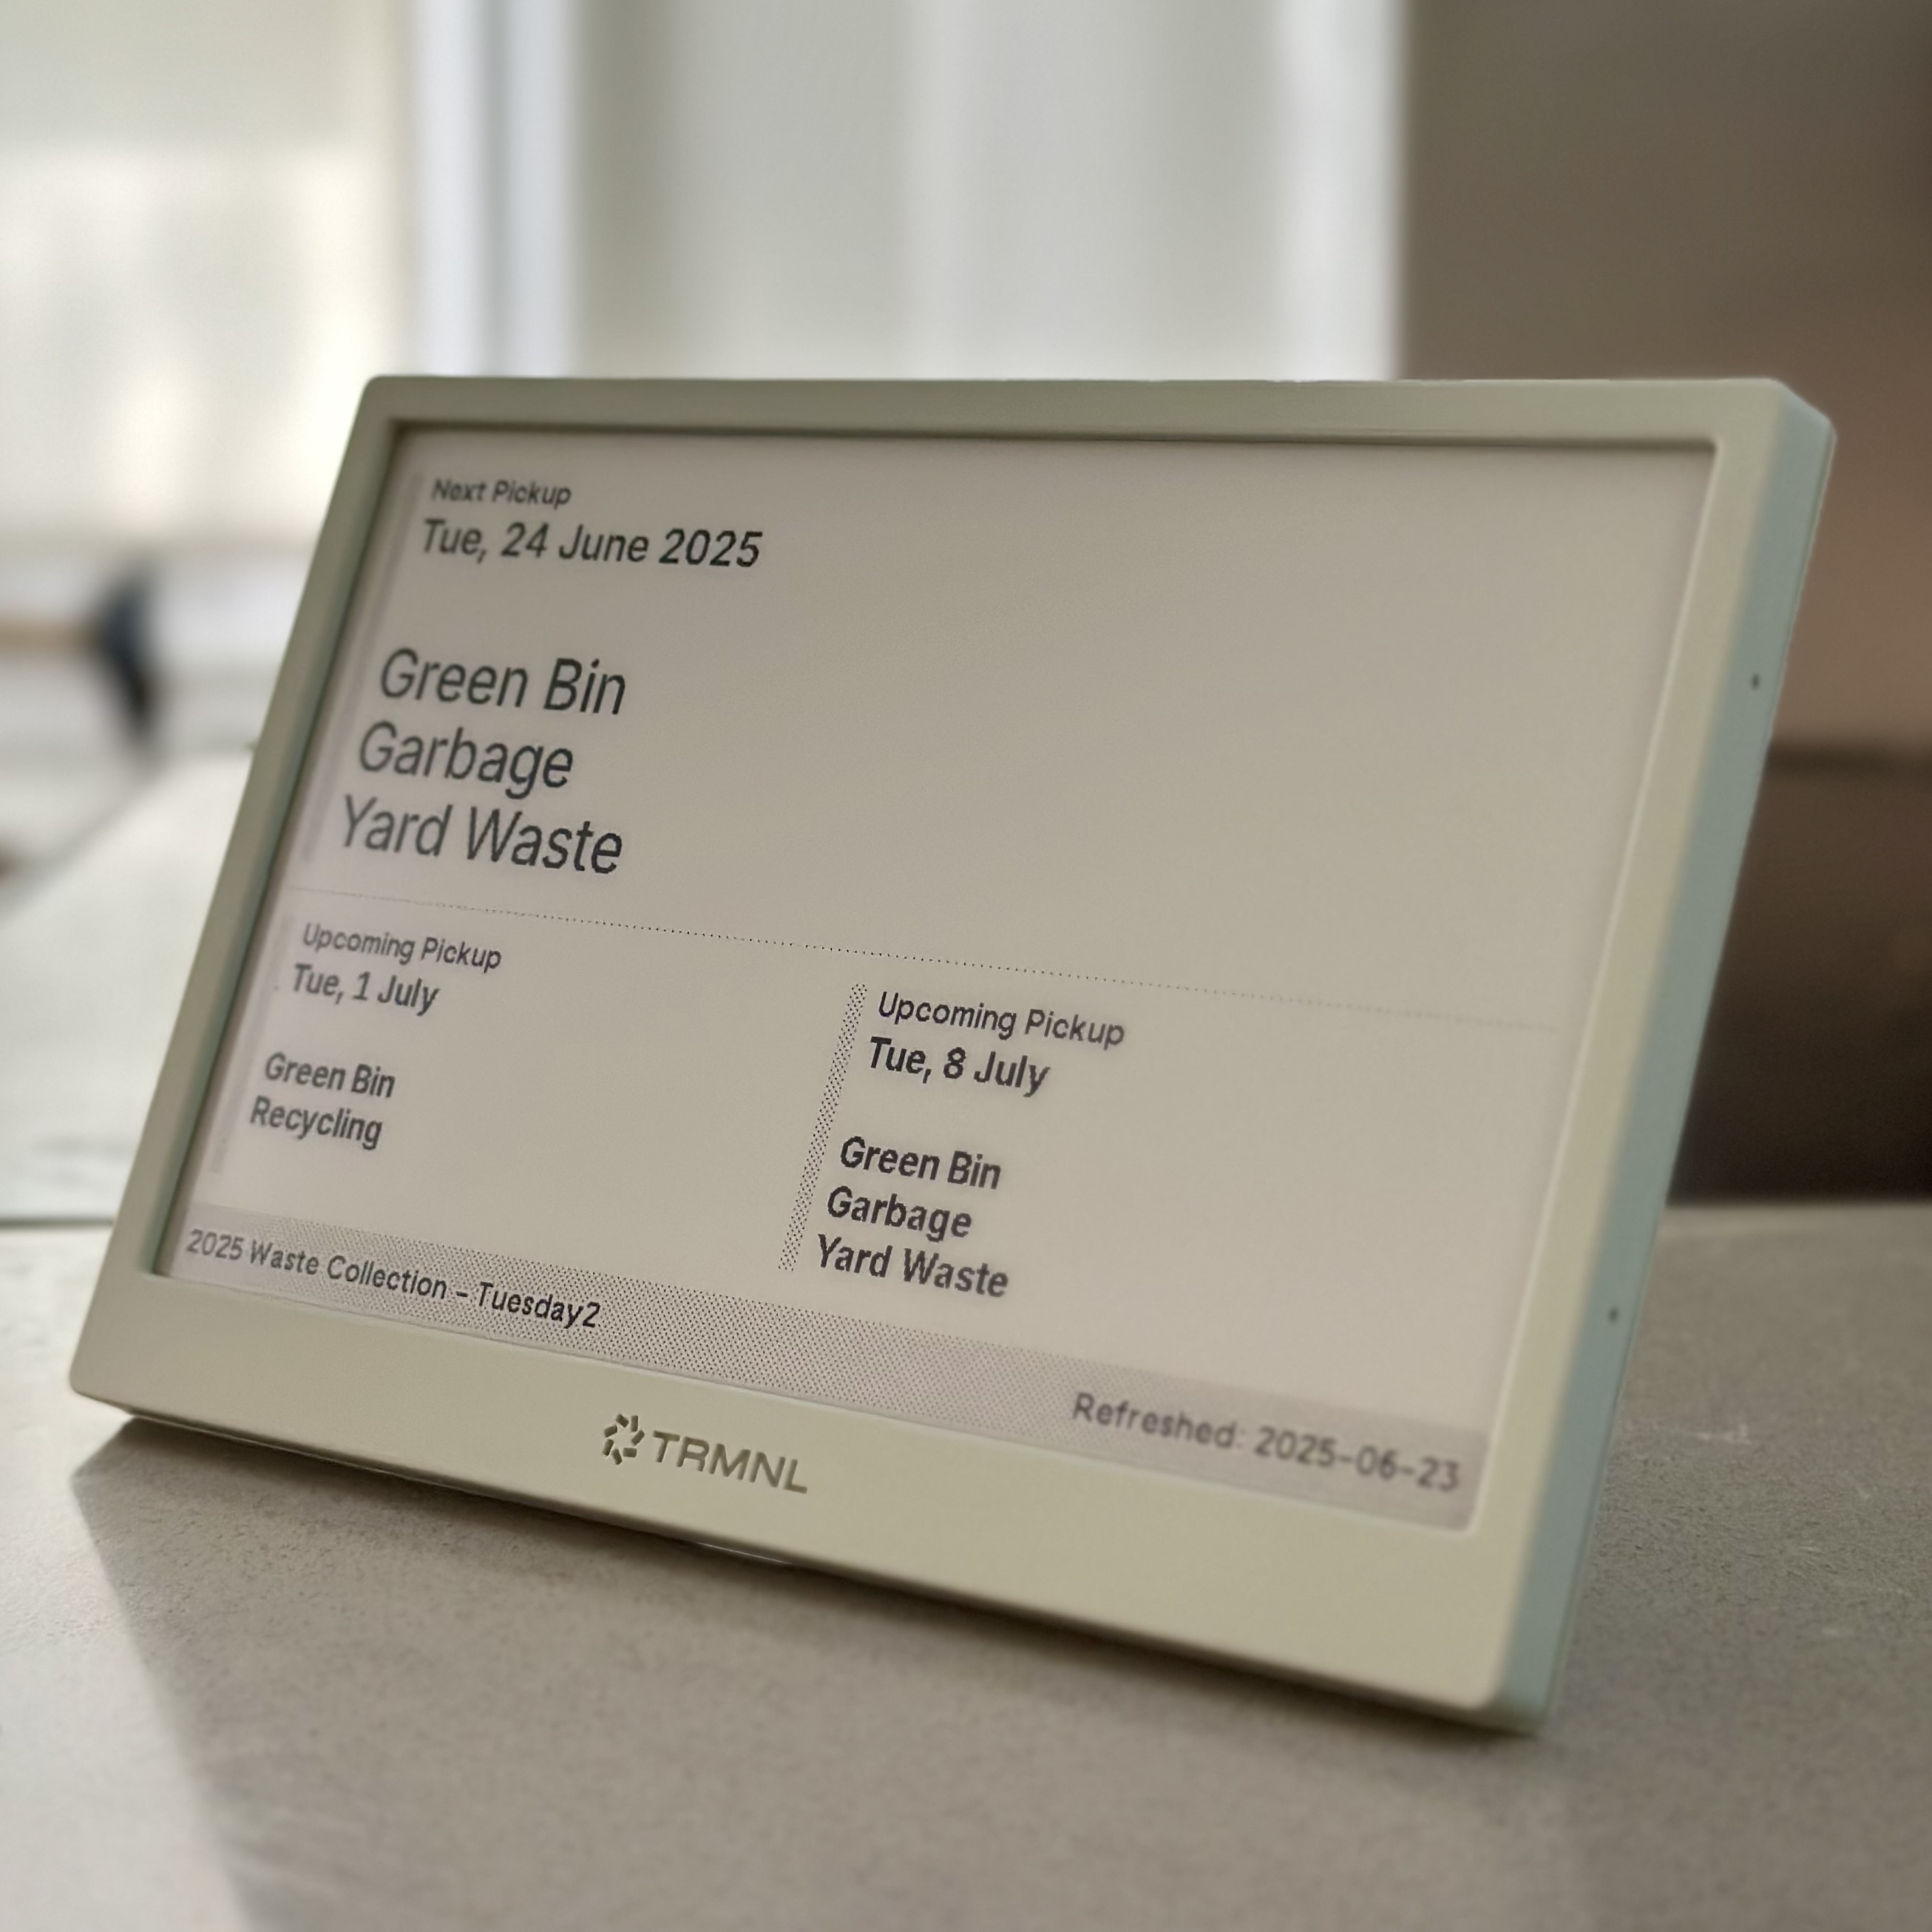 Next Pickup
Tue, 24 June 2025
Green Bin
Garbage
Yard Waste
Upcoming Pickup
Tue, 1 July
Green Bin
Recycling
Upcoming Pickup
Tue, 8 July
Green Bin
Garbage
Yard Waste
2025 Waste Collection – Tuesday2
Refreshed: 2025-06-23
TRMNL